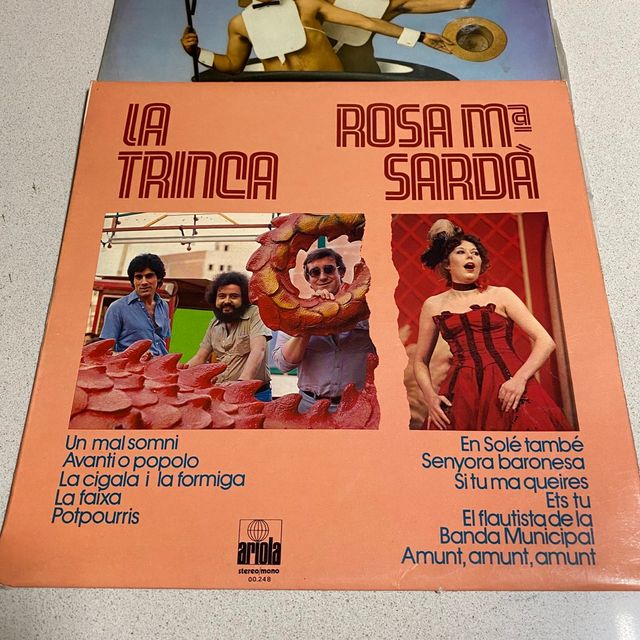 LA
TRINCA
ROSA Mª
SARDÀ
Un mal somni
Avanti o popolo
La cigala i la formiga
La faixa
Potpourris
En Solé també
Senyora baronesa
Si tu ma queires
Ets tu
El flautista de la
Banda Municipal
Amunt, amunt, amunt
ariola
stereo/mono
00.248